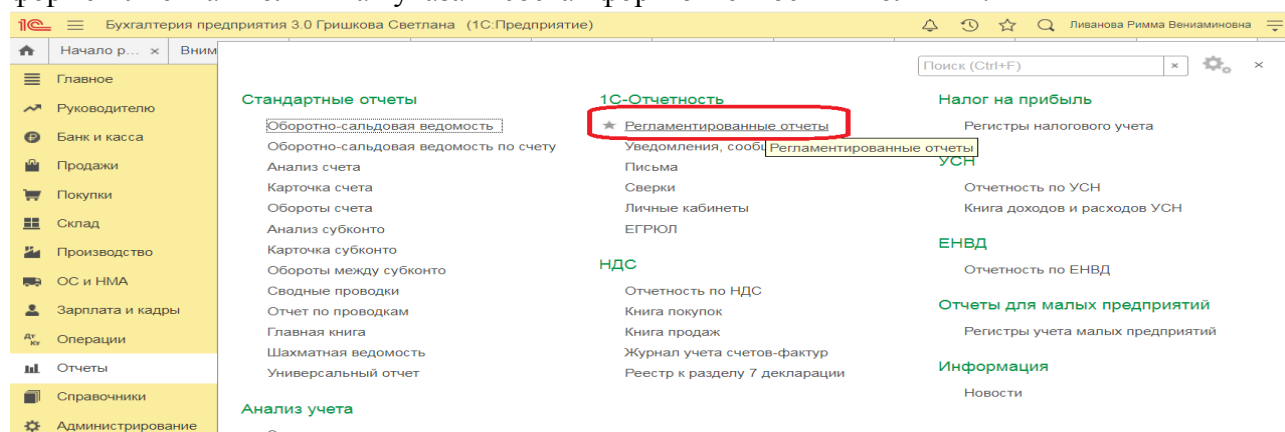 1С Бухгалтерия предприятия 3.0 Гришкова Светлана (1С:Предприятие) Ливанова Римма Вениаминовна
Начало р... × Вним
Поиск (Ctrl+F) × ×
Главное
Руководителю
Банк и касса
Продажи
Покупки
Склад
Производство
ОС и НМА
Зарплата и кадры
Дт Кт Операции
Отчеты
Справочники
Администрирование
Стандартные отчеты
Оборотно-сальдовая ведомость
Оборотно-сальдовая ведомость по счету
Анализ счета
Карточка счета
Обороты счета
Анализ субконто
Карточка субконто
Обороты между субконто
Сводные проводки
Отчет по проводкам
Главная книга
Шахматная ведомость
Универсальный отчет
Анализ учета
1С-Отчетность
Регламентированные отчеты
Уведомления, сооб
Регламентированные отчеты
Письма
Сверки
Личные кабинеты
ЕГРЮЛ
НДС
Отчетность по НДС
Книга покупок
Книга продаж
Журнал учета счетов-фактур
Реестр к разделу 7 декларации
Налог на прибыль
Регистры налогового учета
УСН
Отчетность по УСН
Книга доходов и расходов УСН
ЕНВД
Отчетность по ЕНВД
Отчеты для малых предприятий
Регистры учета малых предприятий
Информация
Новости